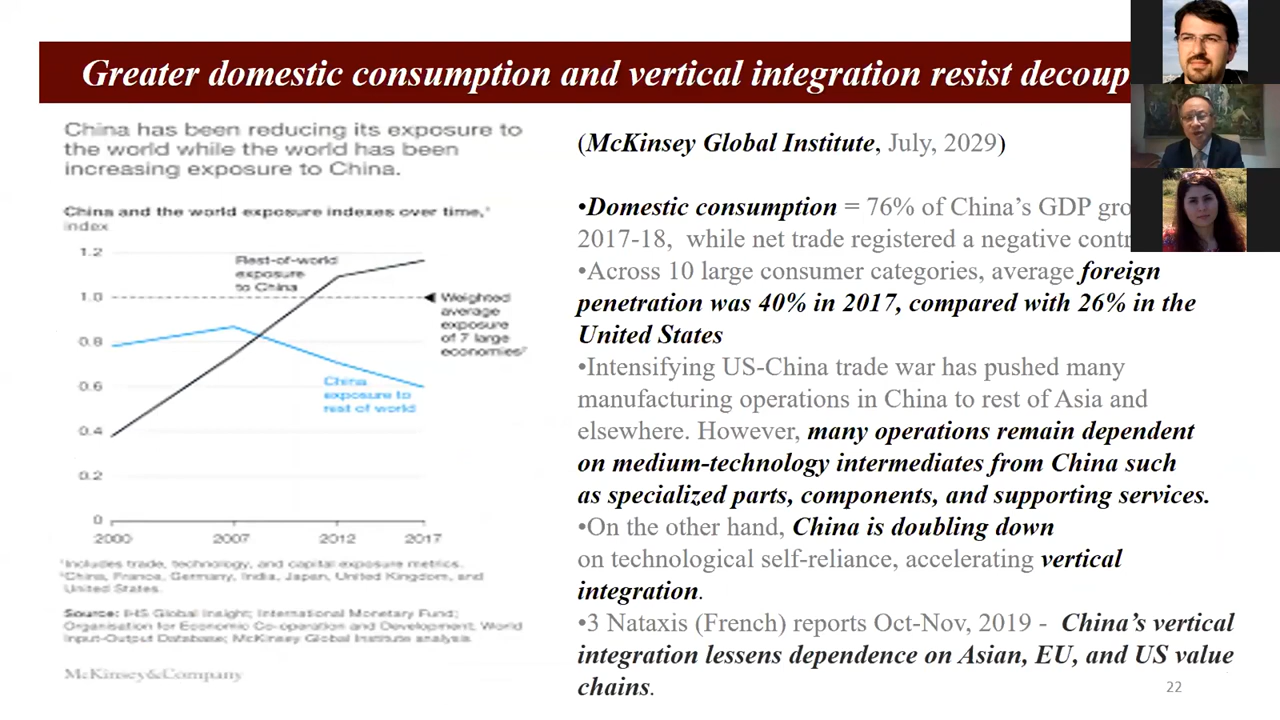 Greater domestic consumption and vertical integration resist decoup
China has been reducing its exposure to
the world while the world has been
increasing exposure to China.
China and the world exposure indexes over time,¹
Index
1.2
1.0
0.8
0.6
0.4
0.2
0
Rest-of-world
exposure
to China
Weighted
average
exposure
of 7 large
economies²
China
exposure to
rest of world
2000 2007 2012 2017
¹Includes trade, technology, and capital exposure metrics.
²China, France, Germany, India, Japan, United Kingdom, and
United States.
Source: IHS Global Insight; International Monetary Fund;
Organisation for Economic Co-operation and Development; World
Input-Output Database; McKinsey Global Institute analysis
McKinsey&Company
(McKinsey Global Institute, July, 2029)
•Domestic consumption = 76% of China’s GDP gro
2017-18, while net trade registered a negative contr
•Across 10 large consumer categories, average foreign
penetration was 40% in 2017, compared with 26% in the
United States
•Intensifying US-China trade war has pushed many
manufacturing operations in China to rest of Asia and
elsewhere. However, many operations remain dependent
on medium-technology intermediates from China such
as specialized parts, components, and supporting services.
•On the other hand, China is doubling down
on technological self-reliance, accelerating vertical
integration.
•3 Nataxis (French) reports Oct-Nov, 2019 - China’s vertical
integration lessens dependence on Asian, EU, and US value
chains.
22